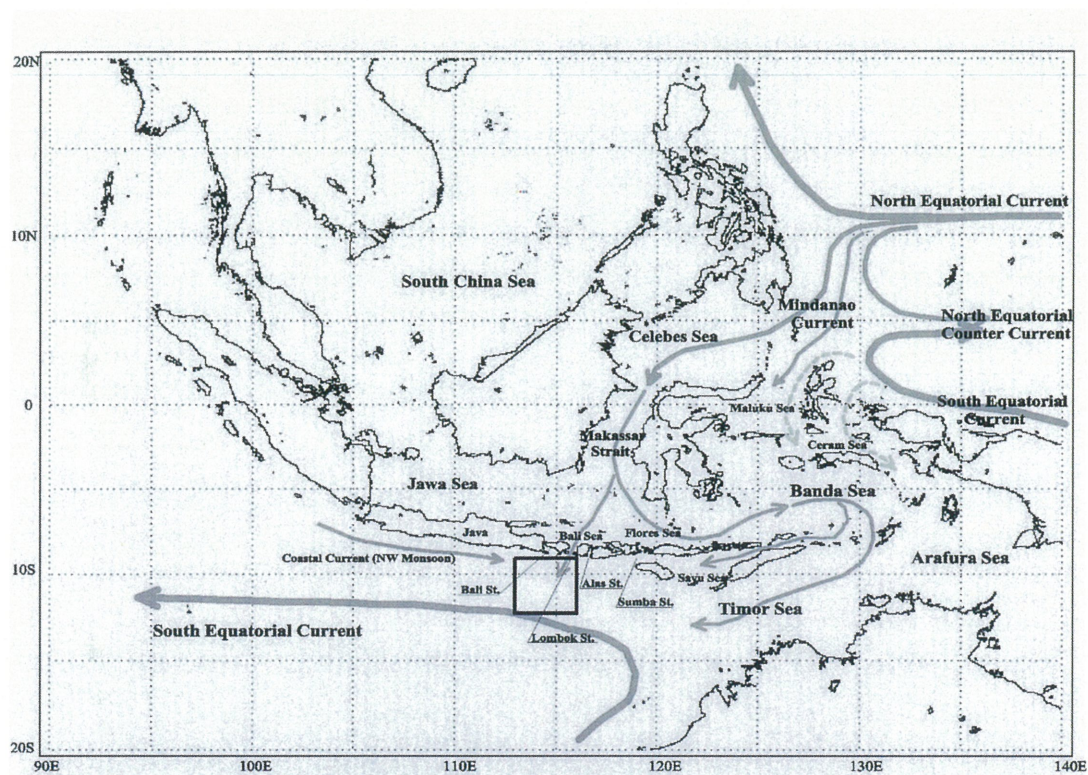 20N
North Equatorial Current
10N
South China Sea
Mindanao
Current
North Equatorial
Counter Current
Celebes Sea
0
Maluku Sea
South Equatorial
Current
Makassar
Strait
Ceram Sea
Jawa Sea
Banda Sea
Java
Bali Sea
Flores Sea
Coastal Current (NW Monsoon)
Arafura Sea
10S
Bali St.
Alas St.
Savu Sea
Sumba St.
Timor Sea
South Equatorial Current
Lombok St.
20S
90E
100E
110E
120E
130E
140E